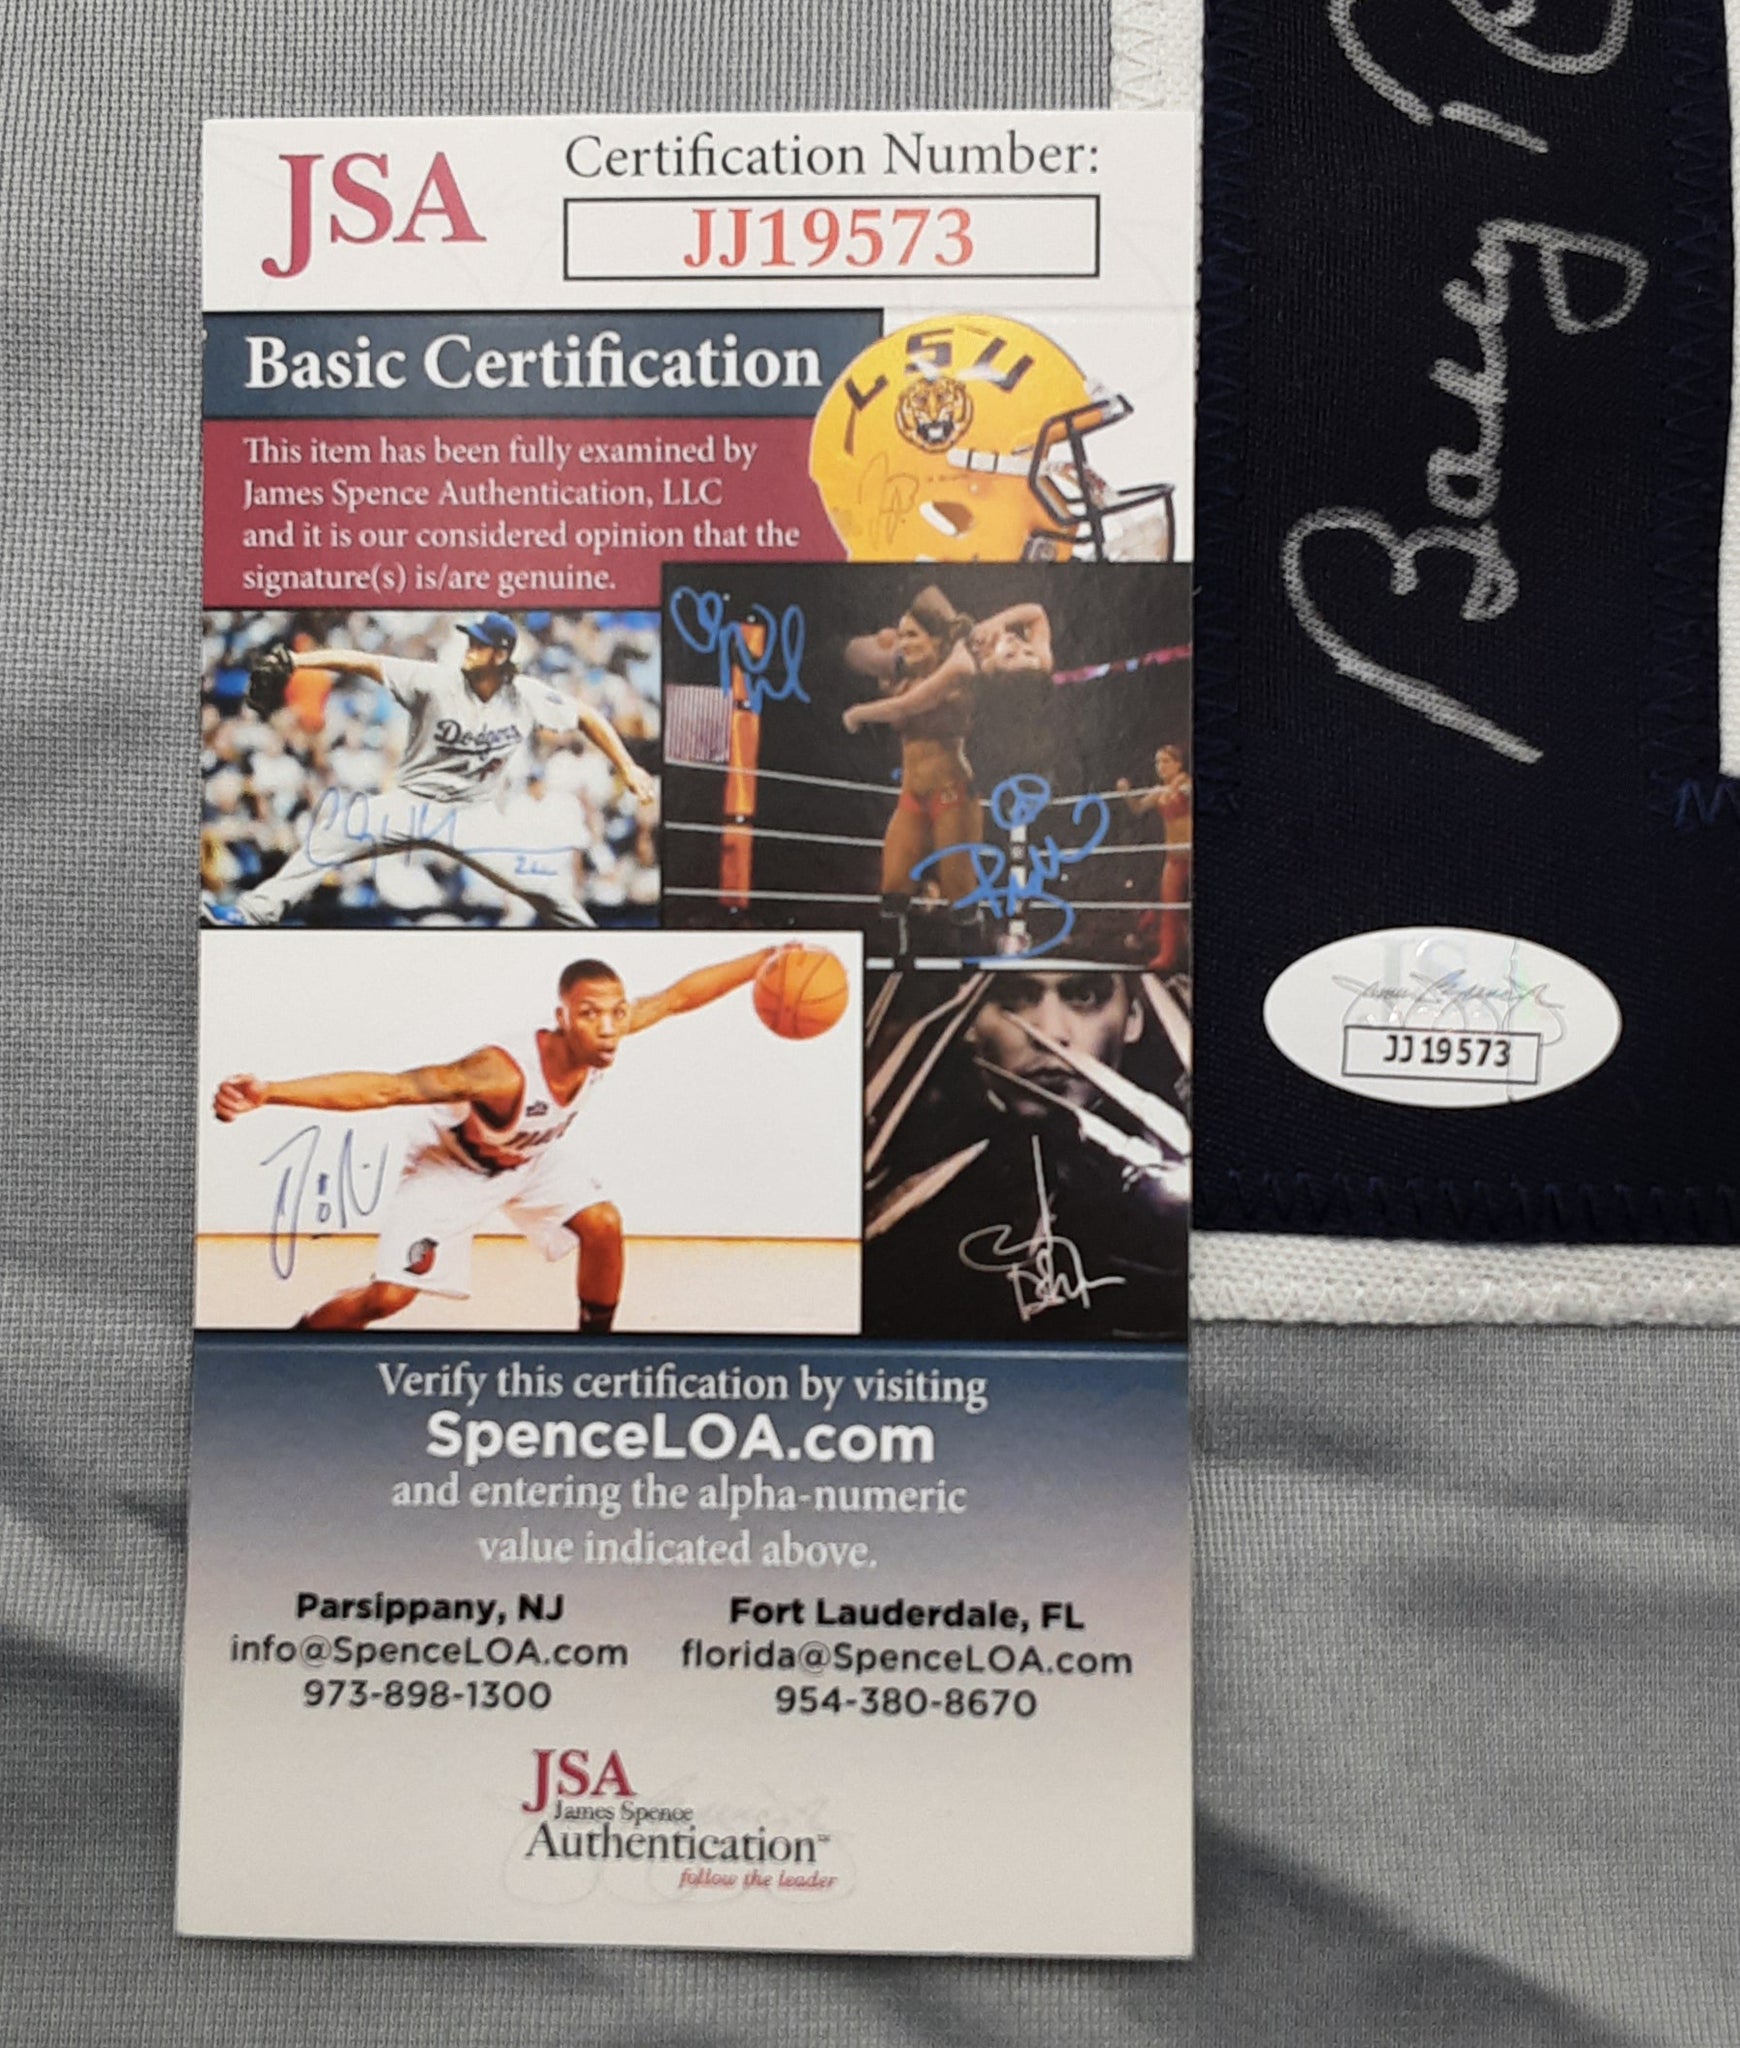 JSA
Certification Number:
JJ19573
Basic Certification
LSU
This item has been fully examined by
James Spence Authentication, LLC
and it is our considered opinion that the
signature(s) is/are genuine.
Dodgers
Verify this certification by visiting
SpenceLOA.com
and entering the alpha-numeric
value indicated above.
Parsippany, NJ
info@SpenceLOA.com
973-898-1300
Fort Lauderdale, FL
florida@SpenceLOA.com
954-380-8670
JSA
James Spence
Authentication™
follow the leader
JSA
JJ19573